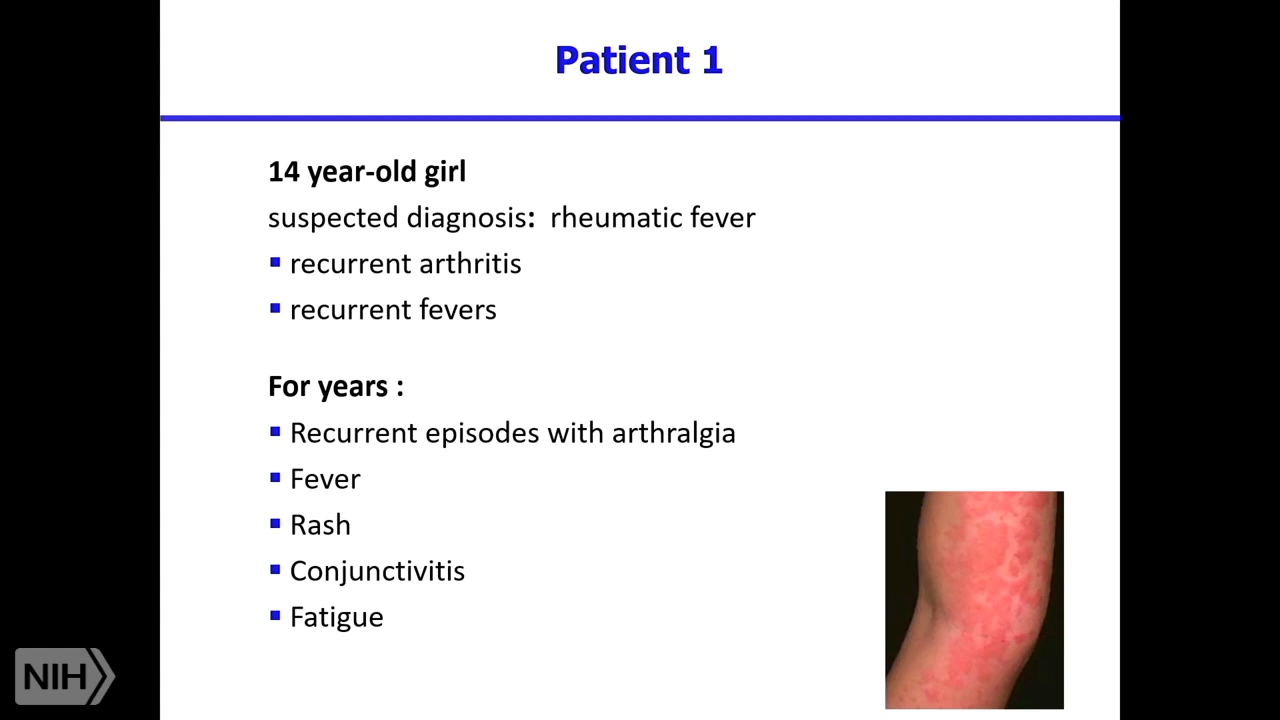 Patient 1
14 year-old girl
suspected diagnosis: rheumatic fever
▪ recurrent arthritis
▪ recurrent fevers
For years :
▪ Recurrent episodes with arthralgia
▪ Fever
▪ Rash
▪ Conjunctivitis
▪ Fatigue
NIH